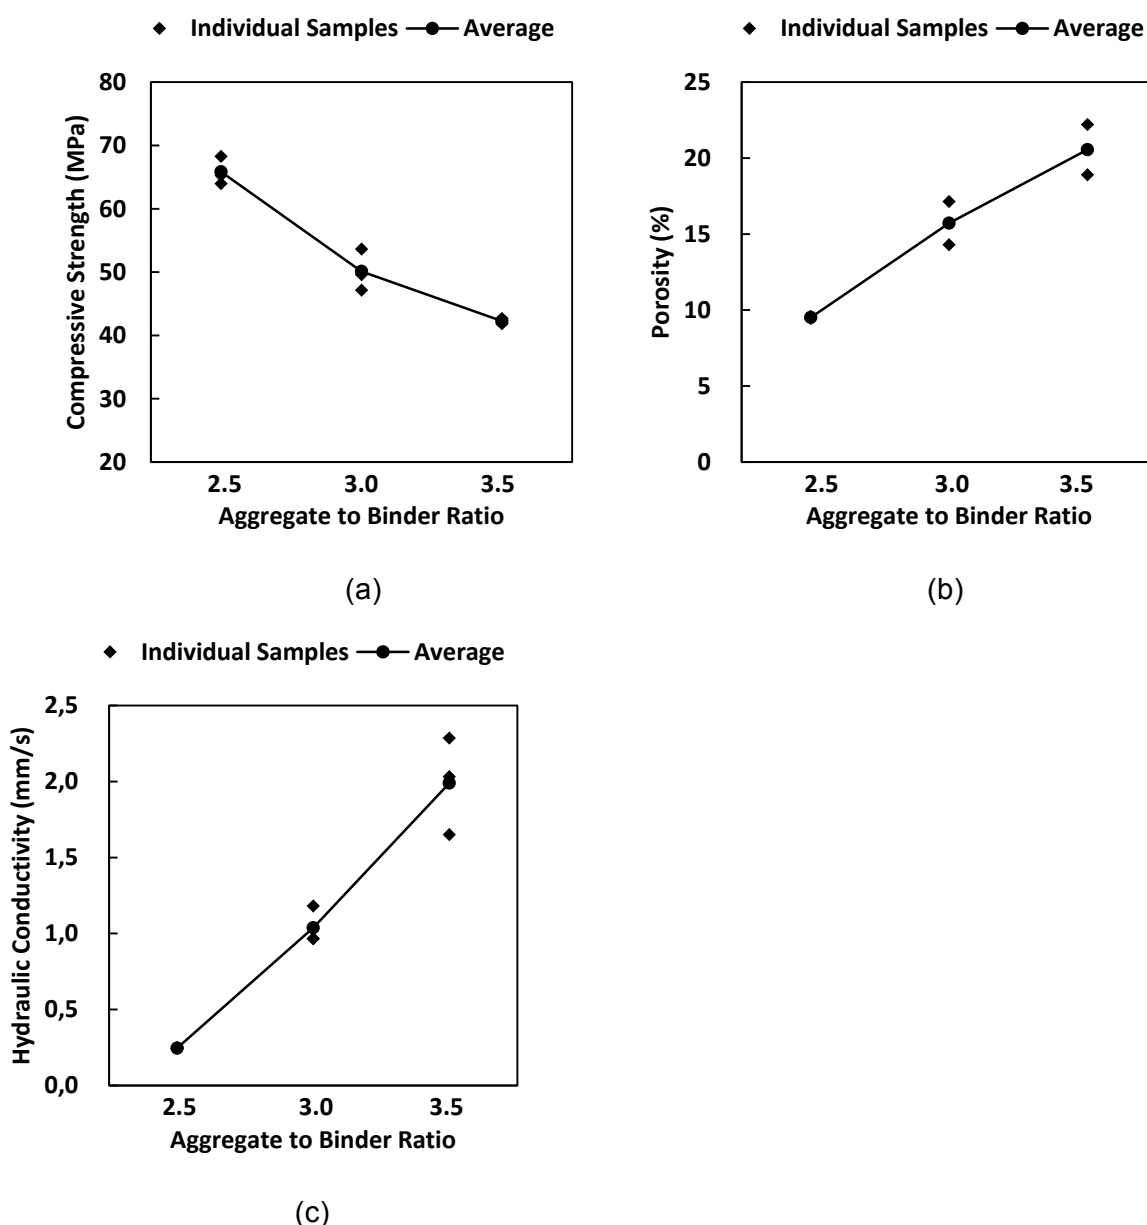 Individual Samples Average
Compressive Strength (MPa)
80
70
60
50
40
30
20
2.5 3.0 3.5
Aggregate to Binder Ratio
(a)
Individual Samples Average
Porosity (%)
25
20
15
10
5
0
2.5 3.0 3.5
Aggregate to Binder Ratio
(b)
Individual Samples Average
Hydraulic Conductivity (mm/s)
2,5
2,0
1,5
1,0
0,5
0,0
2.5 3.0 3.5
Aggregate to Binder Ratio
(c)